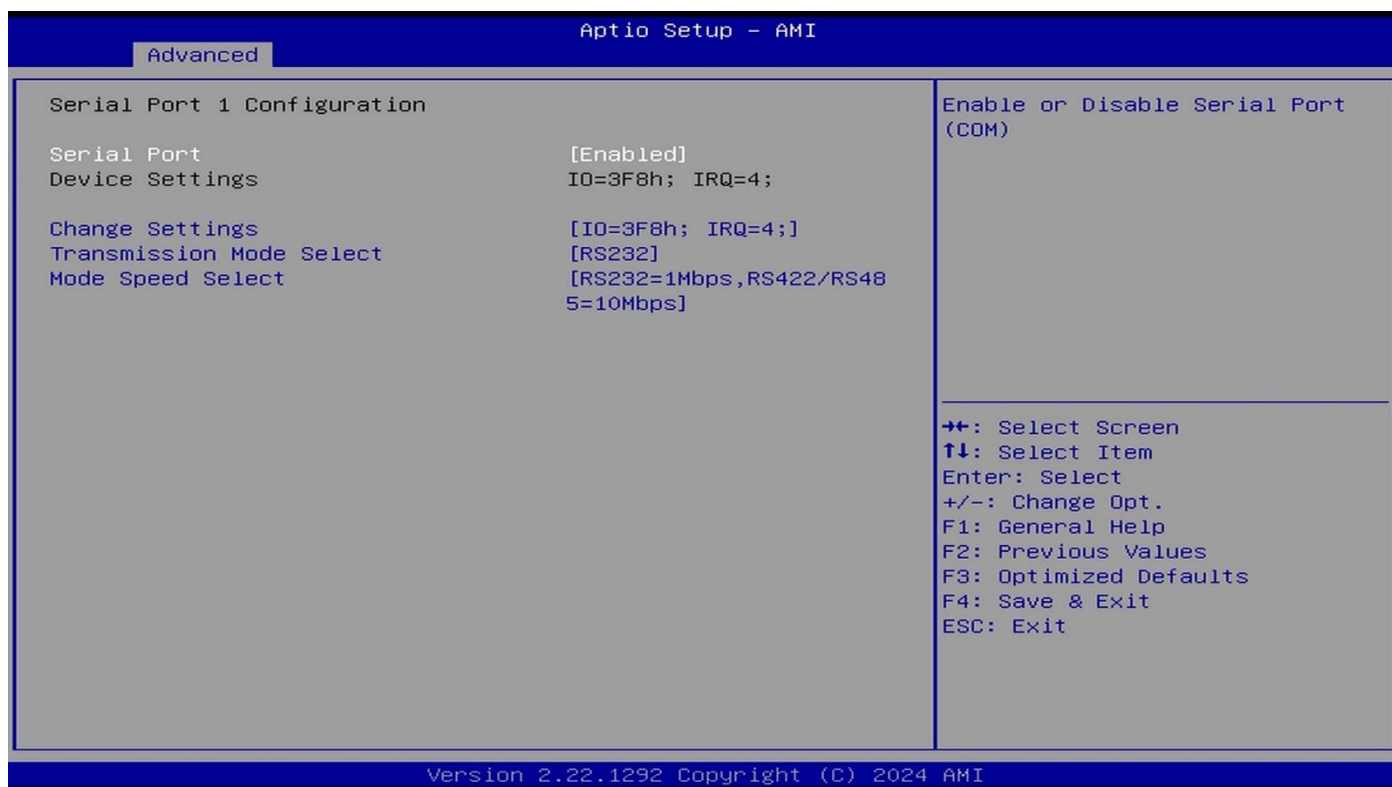 Aptio Setup – AMI
Advanced
Serial Port 1 Configuration
Serial Port [Enabled]
Device Settings IO=3F8h; IRQ=4;
Change Settings [IO=3F8h; IRQ=4;]
Transmission Mode Select [RS232]
Mode Speed Select [RS232=1Mbps,RS422/RS48
5=10Mbps]
Enable or Disable Serial Port
(COM)
→←: Select Screen
↑↓: Select Item
Enter: Select
+/-: Change Opt.
F1: General Help
F2: Previous Values
F3: Optimized Defaults
F4: Save & Exit
ESC: Exit
Version 2.22.1292 Copyright (C) 2024 AMI